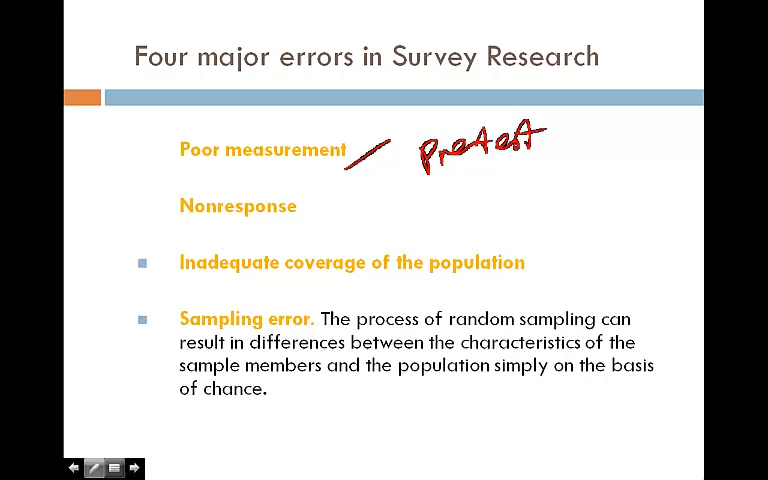 Four major errors in Survey Research
Poor measurement Pretest
Nonresponse
Inadequate coverage of the population
Sampling error. The process of random sampling can
result in differences between the characteristics of the
sample members and the population simply on the basis
of chance.